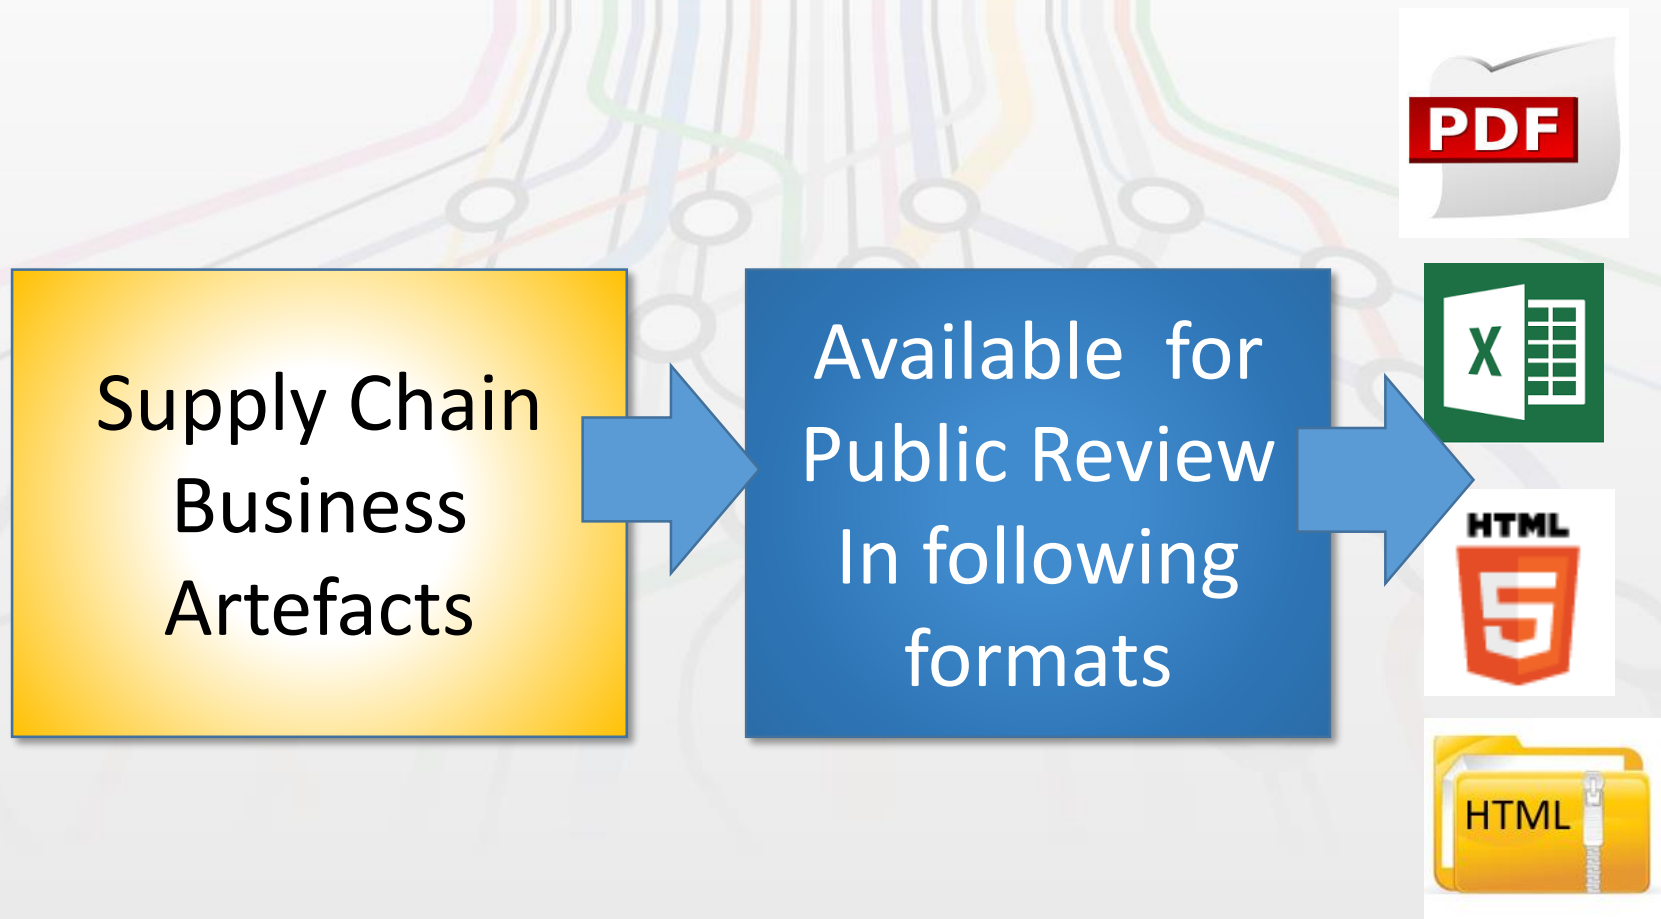 Supply Chain
Business
Artefacts
Available for
Public Review
In following
formats
PDF
X
HTML
5
HTML